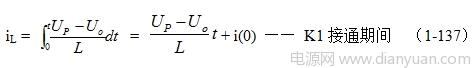 iL = ∫₀ᵗ (UP－Uo)/L dt = (UP－Uo)/L t + i(0) —— K1 接通期间 （1-137）
电源网
www.dianyuan.com